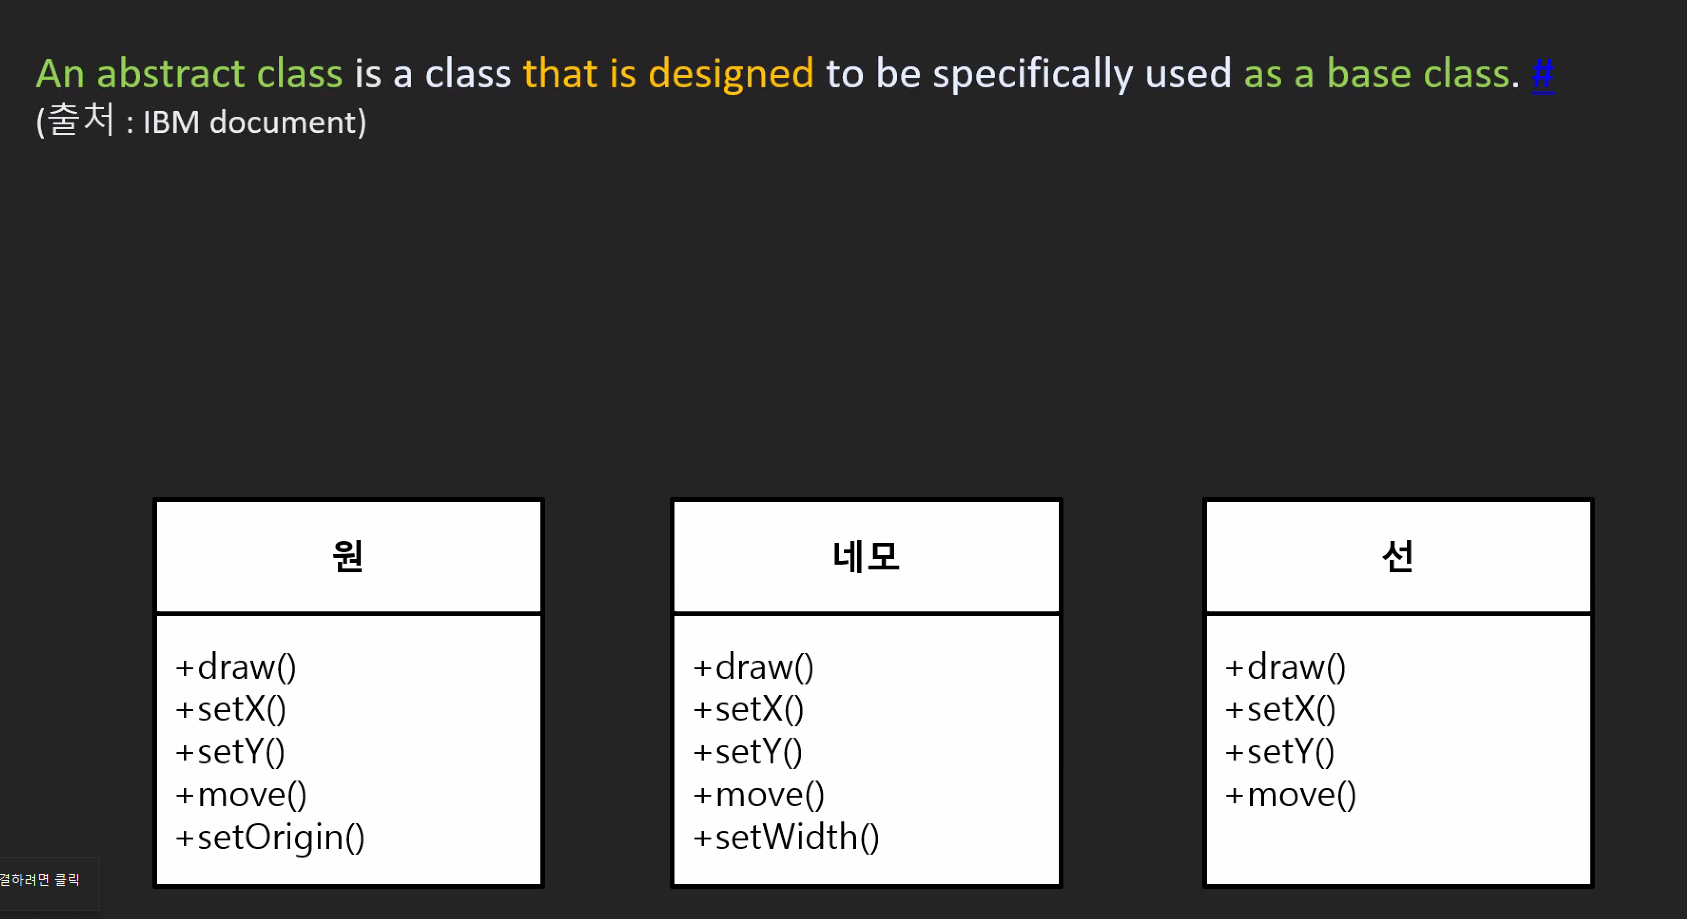 An abstract class is a class that is designed to be specifically used as a base class. #
(출처 : IBM document)
원
+draw()
+setX()
+setY()
+move()
+setOrigin()
네모
+draw()
+setX()
+setY()
+move()
+setWidth()
선
+draw()
+setX()
+setY()
+move()
결하려면 클릭